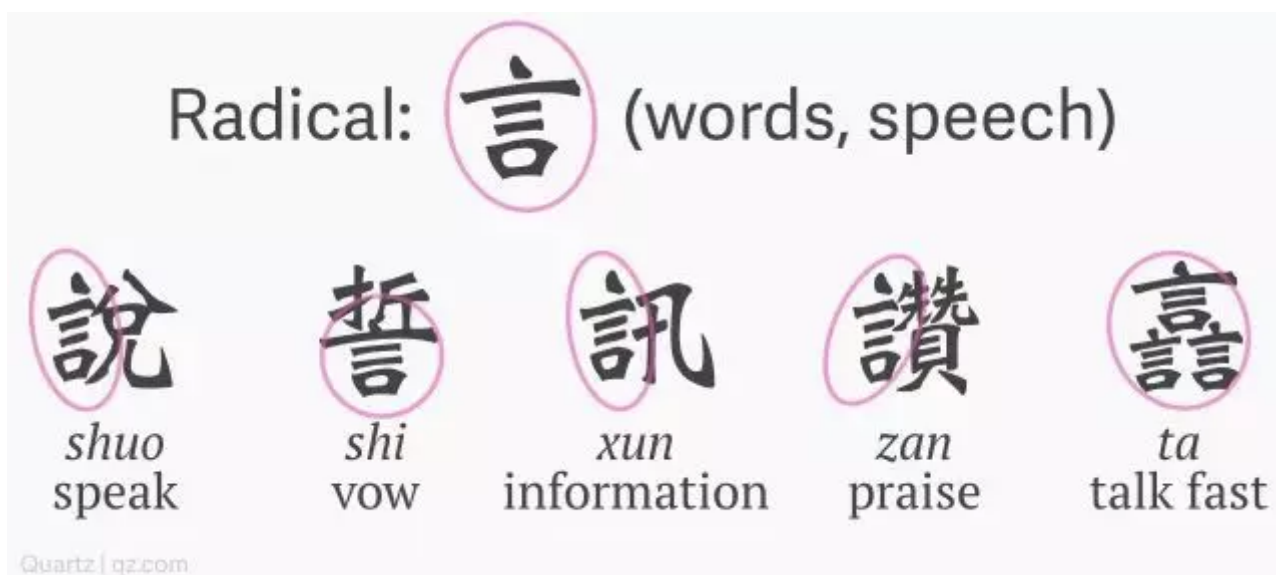 Radical: 言 (words, speech)
說 誓 訊 讚 譶
shuo shi xun zan ta
speak vow information praise talk fast
Quartz | qz.com